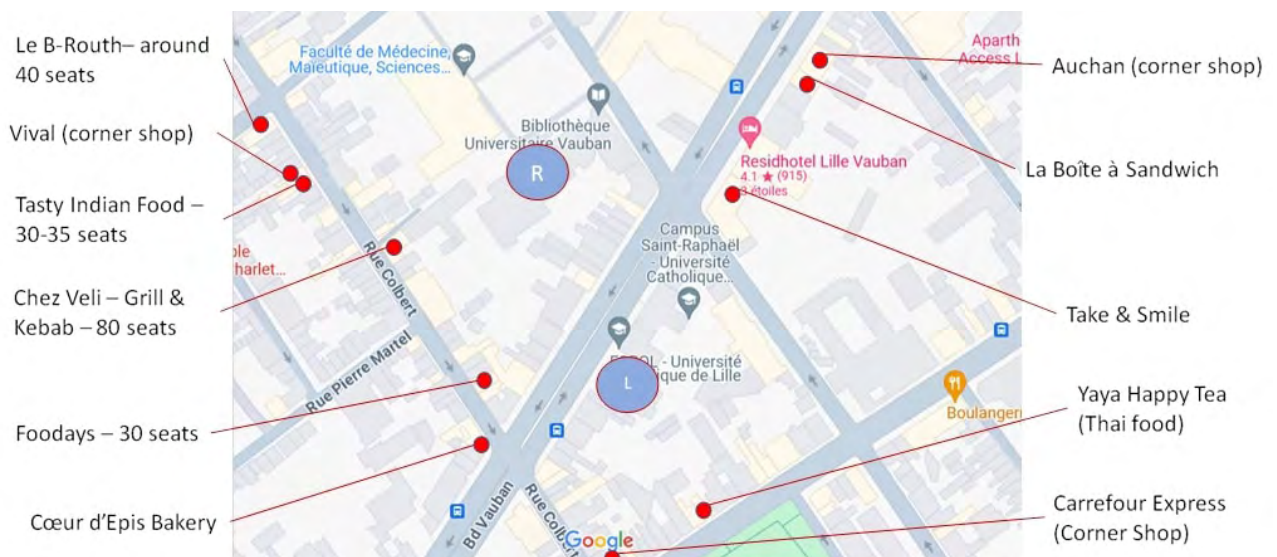 Le B-Routh– around
40 seats
Vival (corner shop)
Tasty Indian Food –
30-35 seats
Chez Veli – Grill &
Kebab – 80 seats
Foodays – 30 seats
Cœur d'Epis Bakery
Faculté de Médecine,
Maïeutique, Sciences...
Bibliothèque
Universitaire Vauban
R
harlet...
Rue Colbert
Rue Pierre Martel
Residhotel Lille Vauban
4.1 ★ (915)
3 étoiles
Campus
Saint-Raphaël
- Université
Catholique...
- Université
de Lille
L
Boulangeri
Bd Vauban
Rue Colbert
Google
Aparth
Access L
Auchan (corner shop)
La Boîte à Sandwich
Take & Smile
Yaya Happy Tea
(Thai food)
Carrefour Express
(Corner Shop)